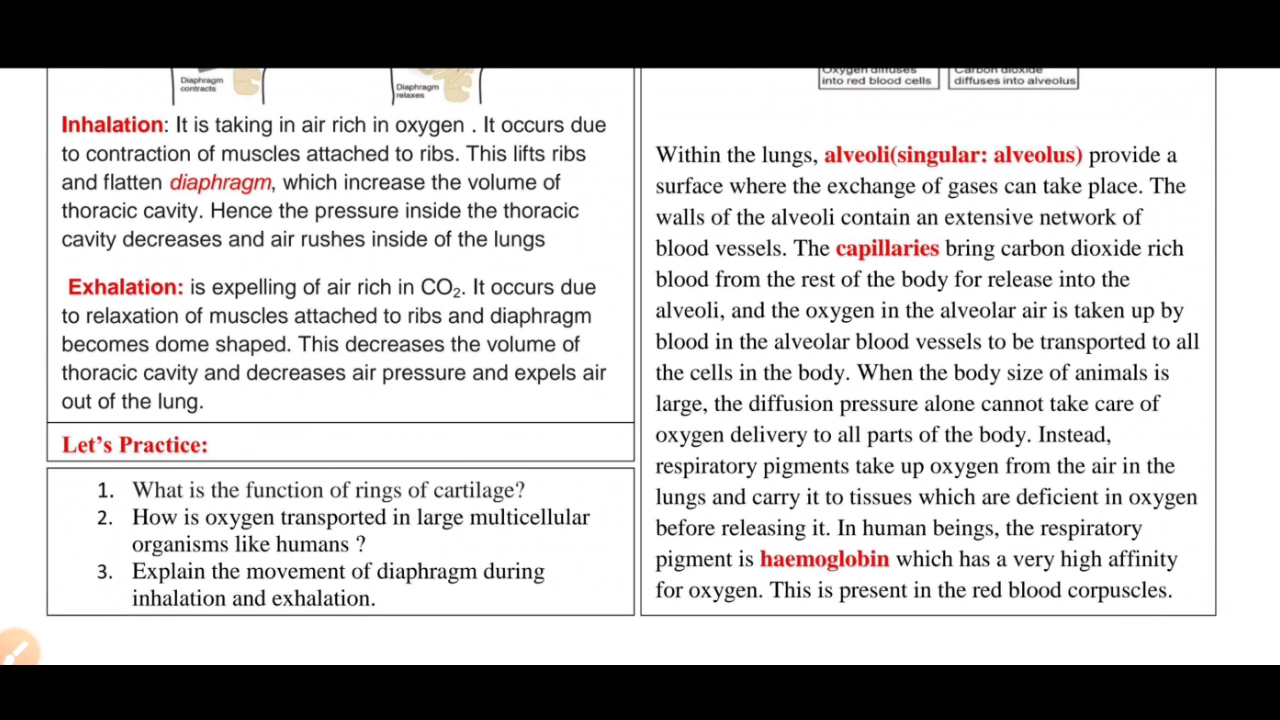 Diaphragm
contracts
Diaphragm
relaxes
Inhalation: It is taking in air rich in oxygen . It occurs due
to contraction of muscles attached to ribs. This lifts ribs
and flatten diaphragm, which increase the volume of
thoracic cavity. Hence the pressure inside the thoracic
cavity decreases and air rushes inside of the lungs
Exhalation: is expelling of air rich in CO₂. It occurs due
to relaxation of muscles attached to ribs and diaphragm
becomes dome shaped. This decreases the volume of
thoracic cavity and decreases air pressure and expels air
out of the lung.
Let’s Practice:
1. What is the function of rings of cartilage?
2. How is oxygen transported in large multicellular
organisms like humans ?
3. Explain the movement of diaphragm during
inhalation and exhalation.
Oxygen diffuses
into red blood cells
Carbon dioxide
diffuses into alveolus
Within the lungs, alveoli(singular: alveolus) provide a
surface where the exchange of gases can take place. The
walls of the alveoli contain an extensive network of
blood vessels. The capillaries bring carbon dioxide rich
blood from the rest of the body for release into the
alveoli, and the oxygen in the alveolar air is taken up by
blood in the alveolar blood vessels to be transported to all
the cells in the body. When the body size of animals is
large, the diffusion pressure alone cannot take care of
oxygen delivery to all parts of the body. Instead,
respiratory pigments take up oxygen from the air in the
lungs and carry it to tissues which are deficient in oxygen
before releasing it. In human beings, the respiratory
pigment is haemoglobin which has a very high affinity
for oxygen. This is present in the red blood corpuscles.